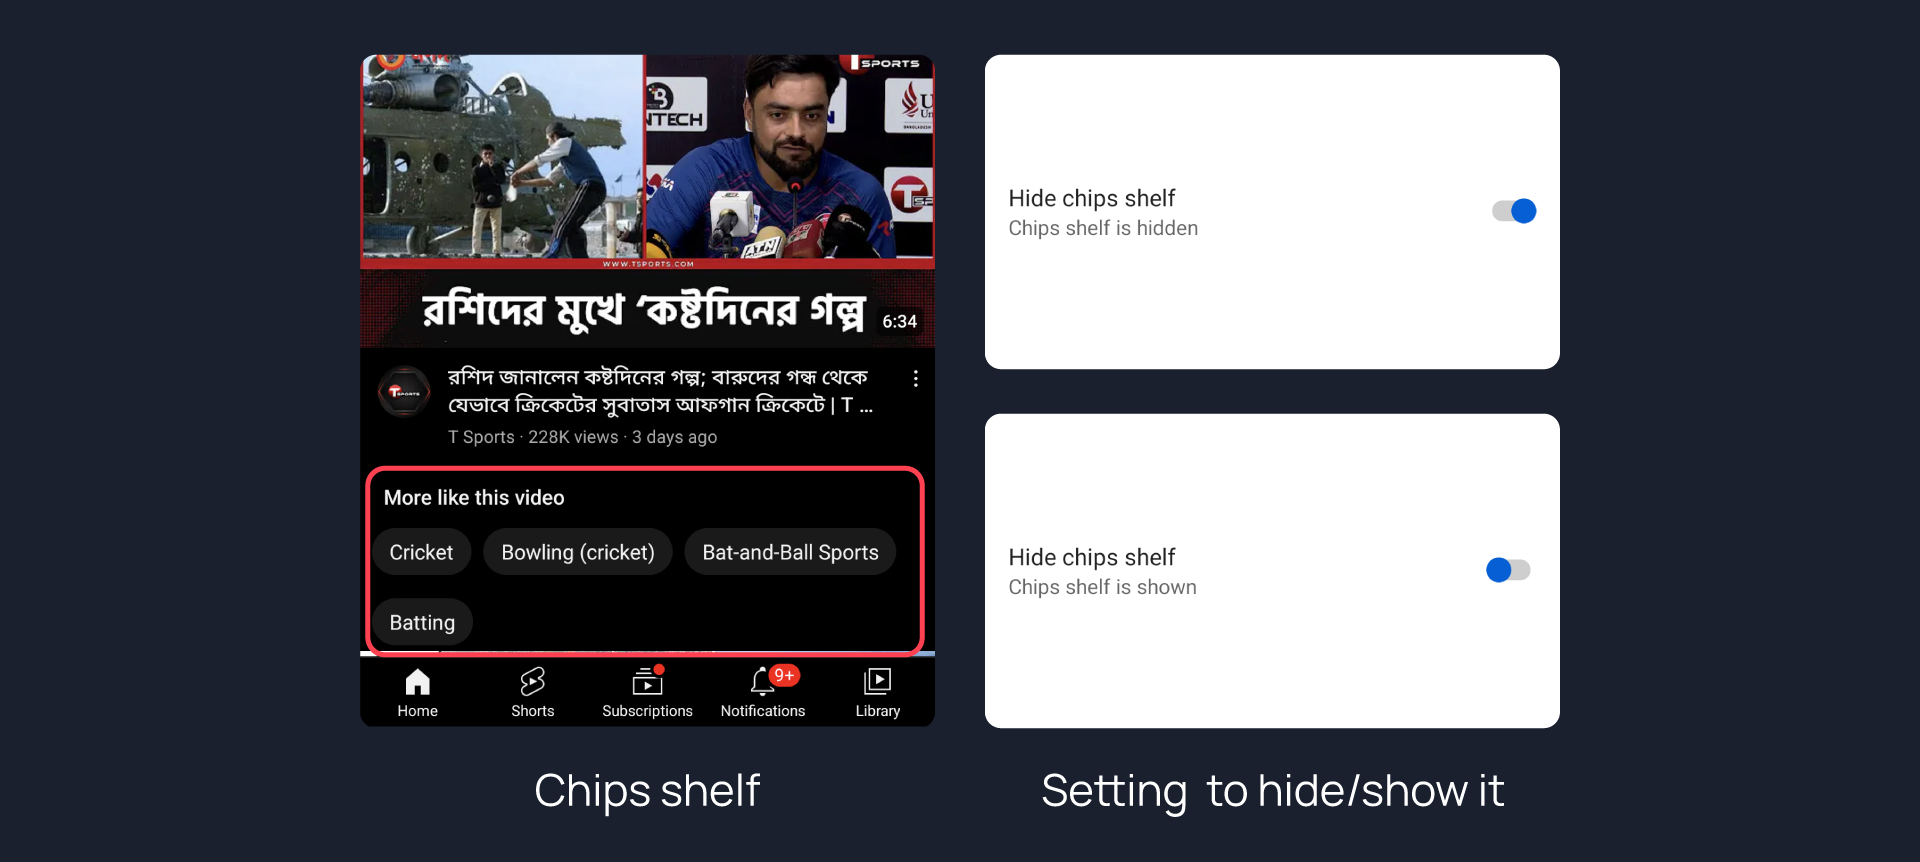 SPORTS
NTECH
ATN
WWW.TSPORTS.COM
রশিদের মুখে ‘কষ্টদিনের গল্প
6:34
রশিদ জানালেন কষ্টদিনের গল্প; বারুদের গন্ধ থেকে
যেভাবে ক্রিকেটের সুবাতাস আফগান ক্রিকেটে | T ...
T Sports · 228K views · 3 days ago
More like this video
Cricket
Bowling (cricket)
Bat-and-Ball Sports
Batting
Home
Shorts
Subscriptions
9+
Notifications
Library
Chips shelf
Hide chips shelf
Chips shelf is hidden
Hide chips shelf
Chips shelf is shown
Setting to hide/show it